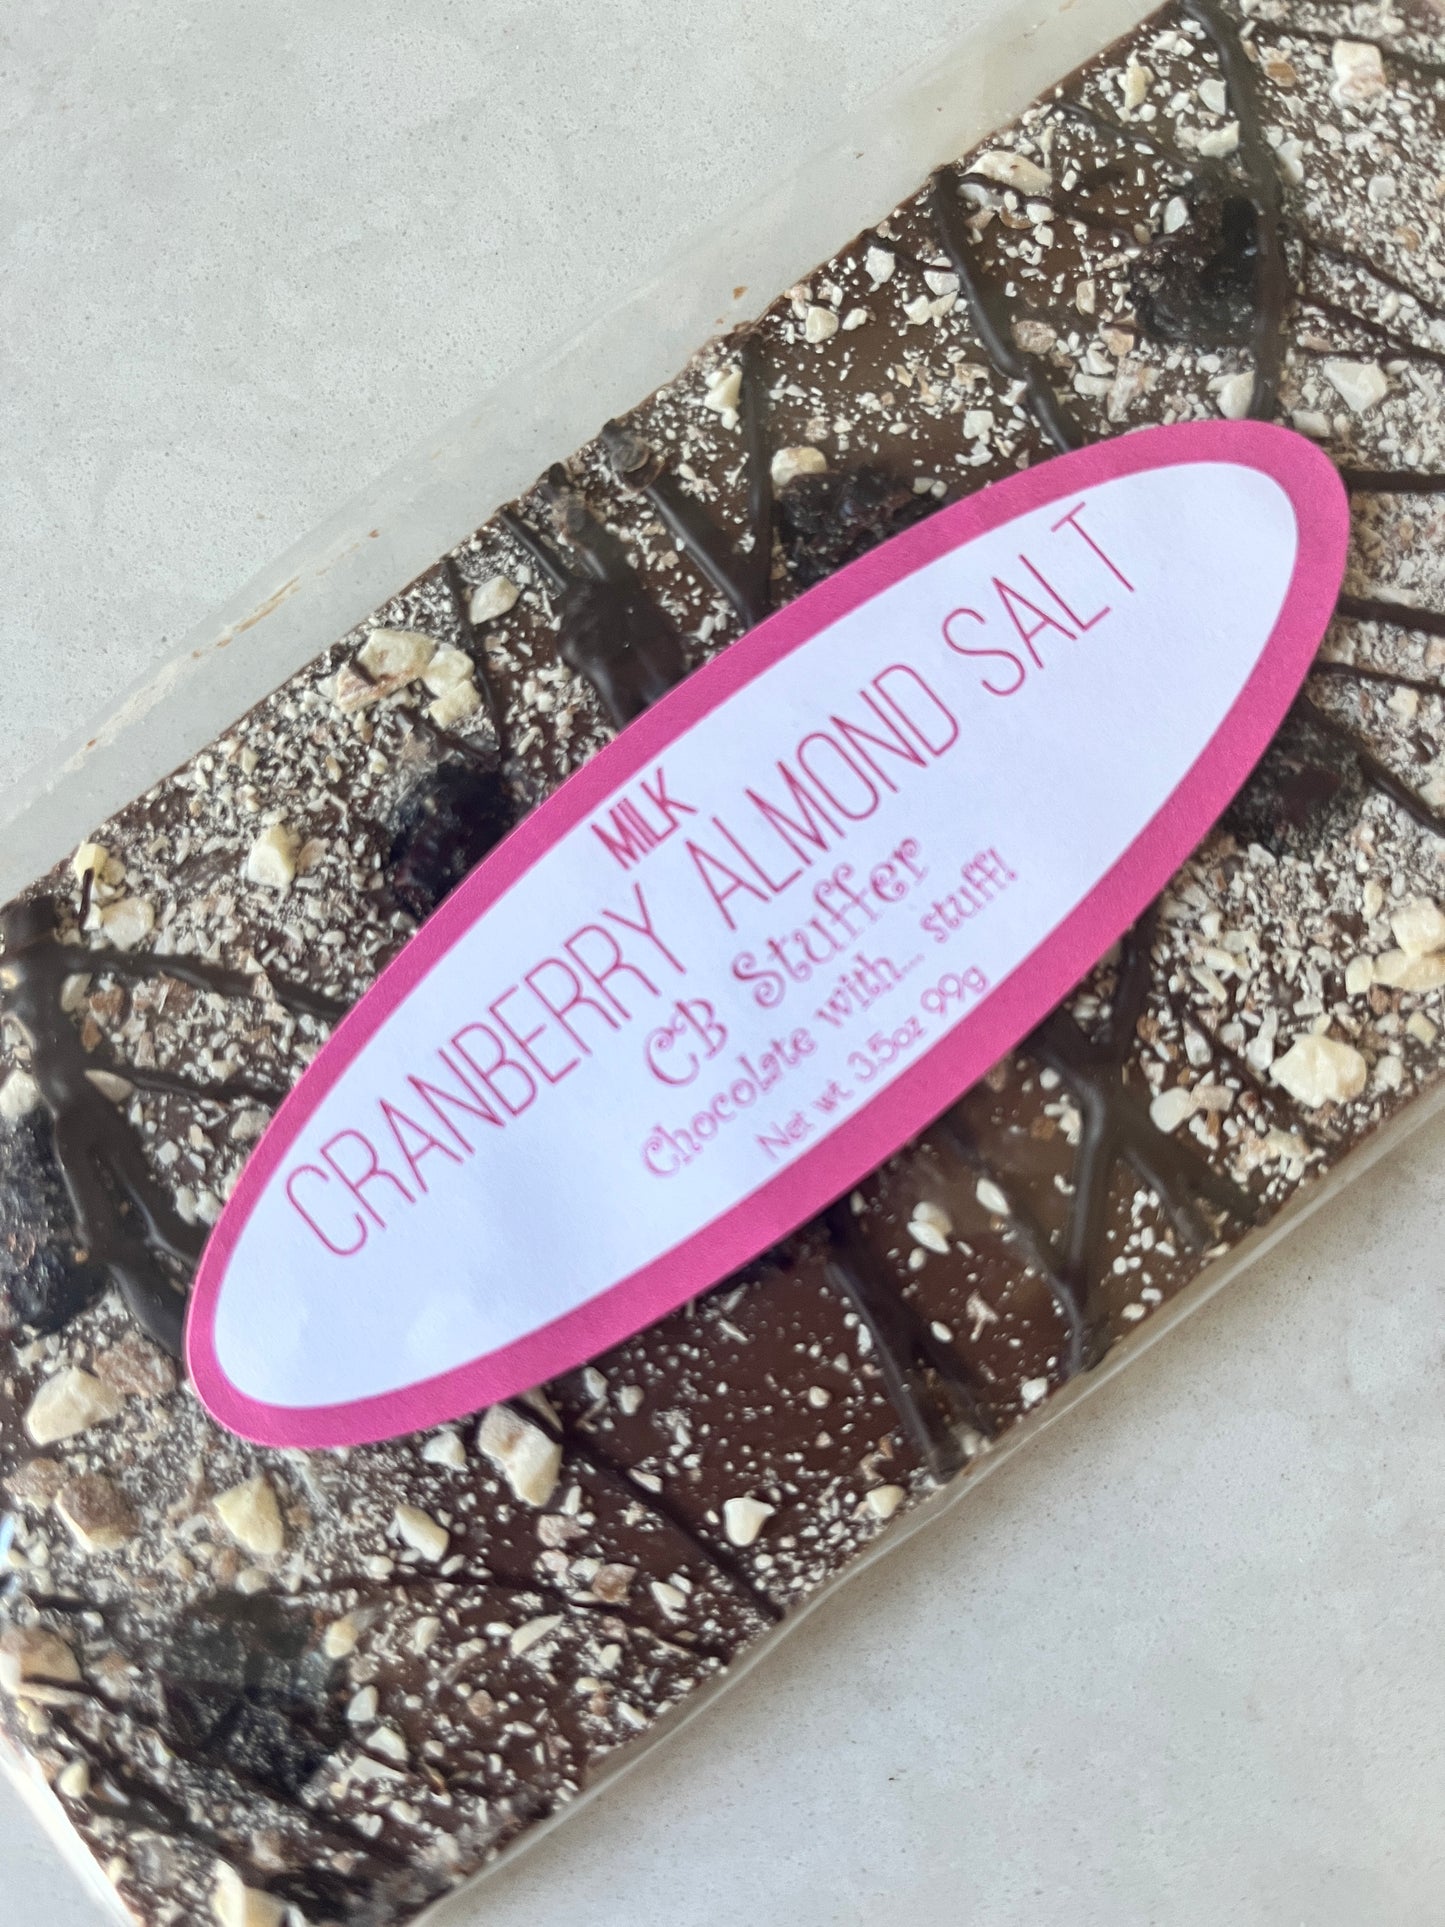 MILK
CRANBERRY ALMOND SALT
CB Stuffer
Chocolate with... stuff!
Net wt 3.5oz 99g